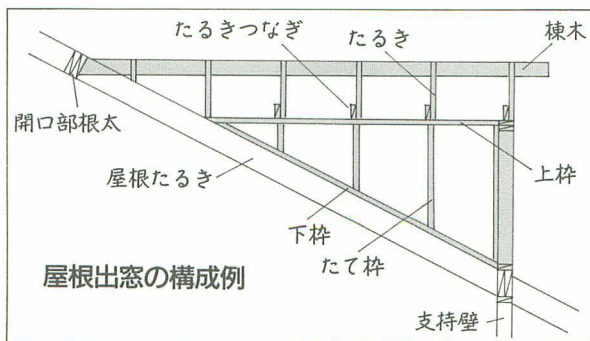 たるきつなぎ
たるき
棟木
開口部根太
屋根たるき
上枠
下枠
たて枠
屋根出窓の構成例
支持壁